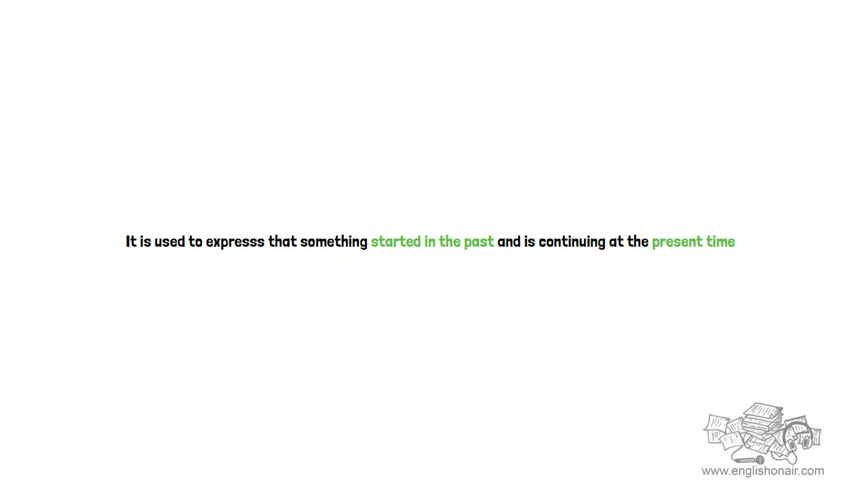 It is used to expresss that something started in the past and is continuing at the present time
www.englishonair.com